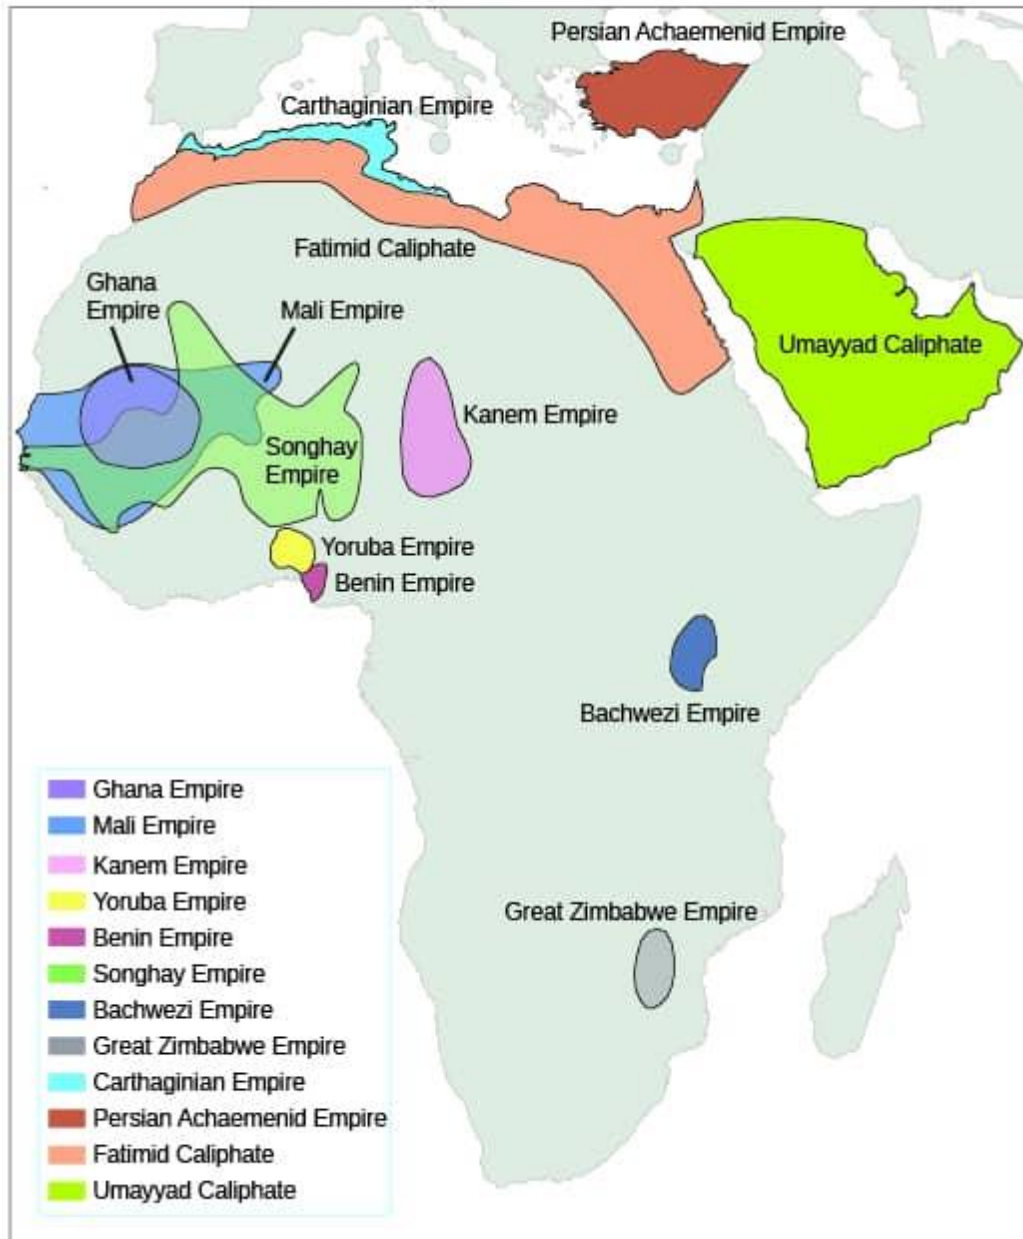 Persian Achaemenid Empire
Carthaginian Empire
Fatimid Caliphate
Ghana
Empire
Mali Empire
Umayyad Caliphate
Kanem Empire
Songhay
Empire
Yoruba Empire
Benin Empire
Bachwezi Empire
Great Zimbabwe Empire
Ghana Empire
Mali Empire
Kanem Empire
Yoruba Empire
Benin Empire
Songhay Empire
Bachwezi Empire
Great Zimbabwe Empire
Carthaginian Empire
Persian Achaemenid Empire
Fatimid Caliphate
Umayyad Caliphate